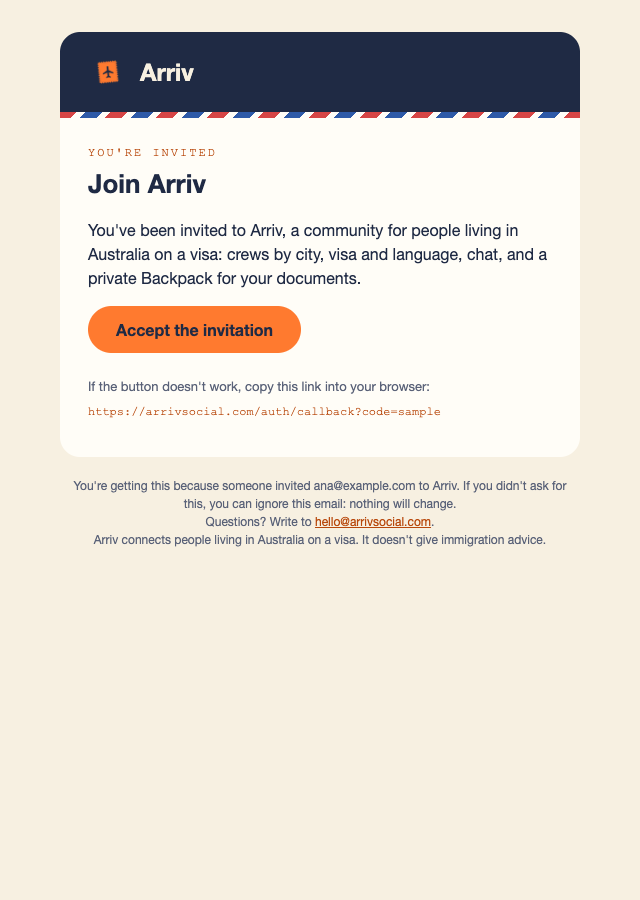 Arriv
YOU'RE INVITED
Join Arriv
You've been invited to Arriv, a community for people living in
Australia on a visa: crews by city, visa and language, chat, and a
private Backpack for your documents.
Accept the invitation
If the button doesn't work, copy this link into your browser:
https://arrivsocial.com/auth/callback?code=sample
You're getting this because someone invited ana@example.com to Arriv. If you didn't ask for
this, you can ignore this email: nothing will change.
Questions? Write to hello@arrivsocial.com.
Arriv connects people living in Australia on a visa. It doesn't give immigration advice.